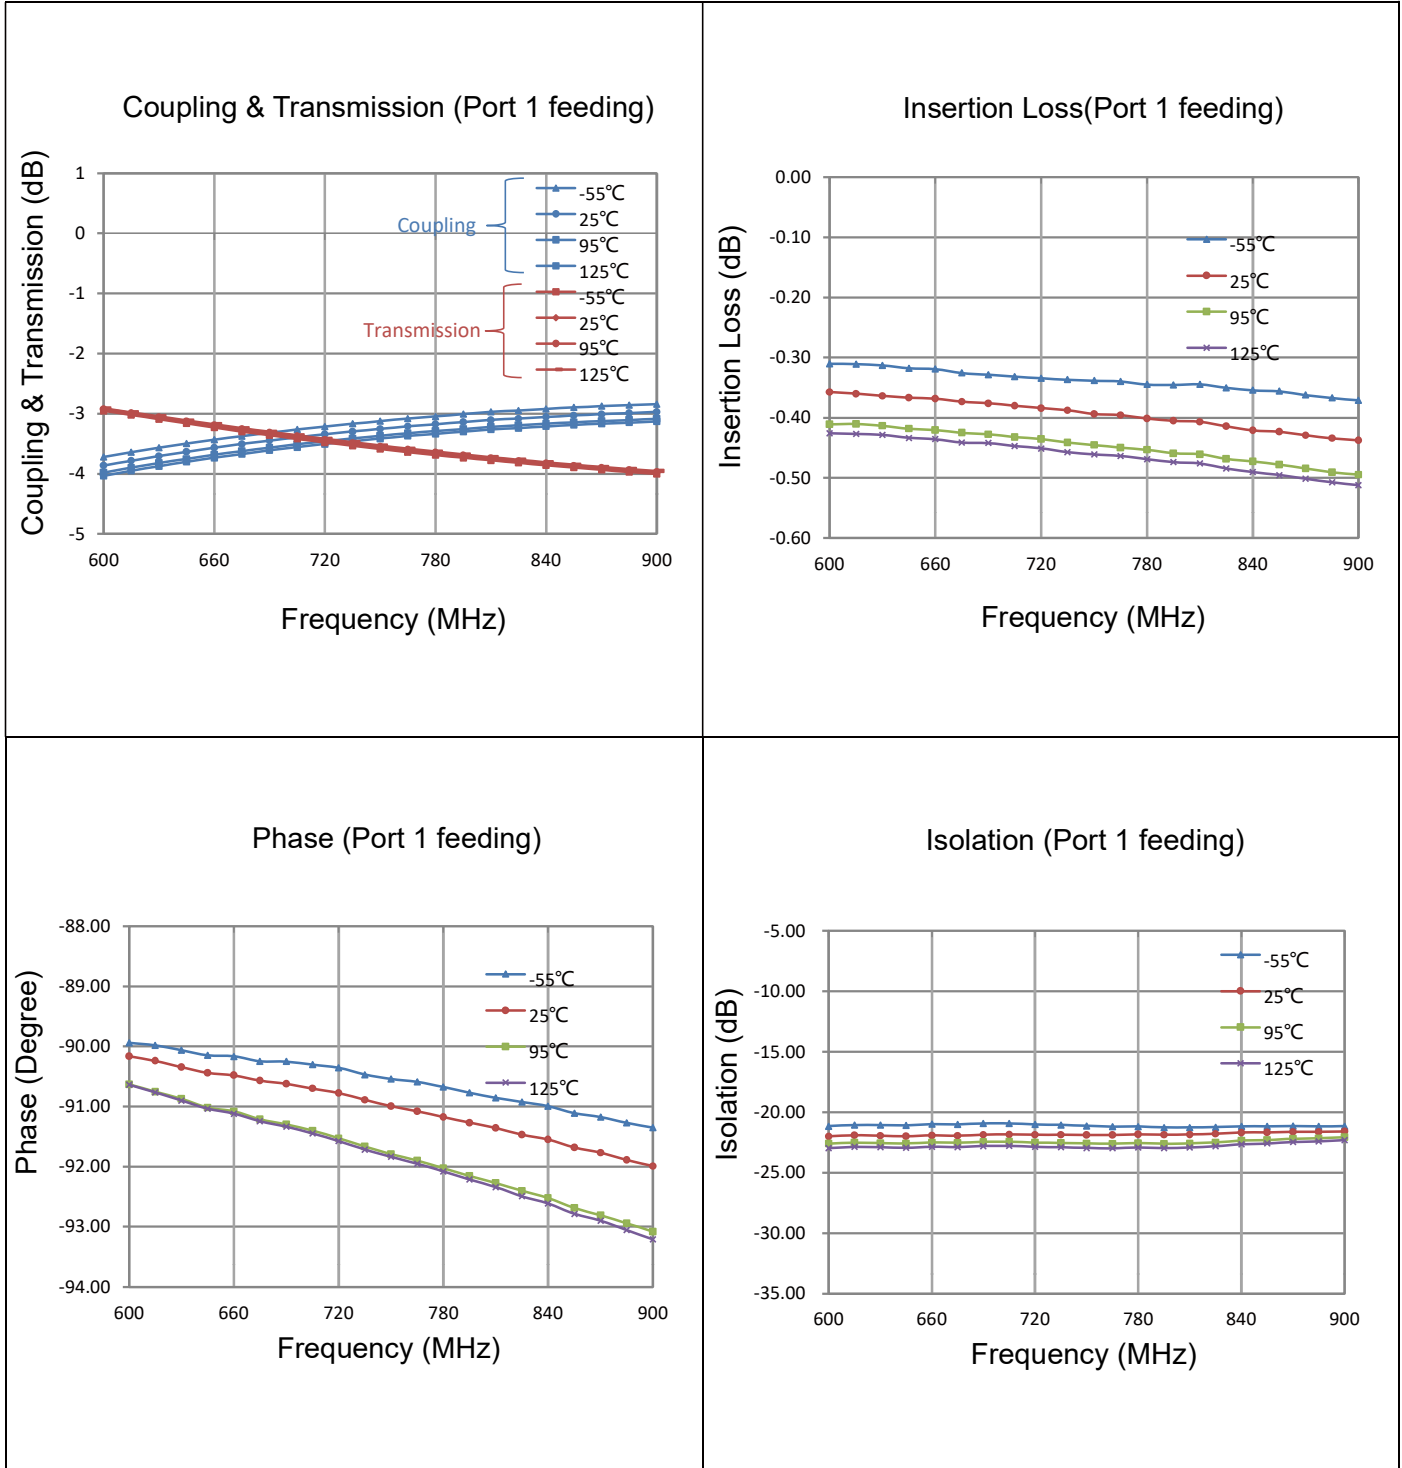 Coupling & Transmission (Port 1 feeding)
Coupling & Transmission (dB)
1
0
-1
-2
-3
-4
-5
Coupling
-55℃
25℃
95℃
125℃
Transmission
-55℃
25℃
95℃
125℃
600 660 720 780 840 900
Frequency (MHz)
Insertion Loss(Port 1 feeding)
Insertion Loss (dB)
0.00
-0.10
-0.20
-0.30
-0.40
-0.50
-0.60
-55℃
25℃
95℃
125℃
600 660 720 780 840 900
Frequency (MHz)
Phase (Port 1 feeding)
Phase (Degree)
-88.00
-89.00
-90.00
-91.00
-92.00
-93.00
-94.00
-55℃
25℃
95℃
125℃
600 660 720 780 840 900
Frequency (MHz)
Isolation (Port 1 feeding)
Isolation (dB)
-5.00
-10.00
-15.00
-20.00
-25.00
-30.00
-35.00
-55℃
25℃
95℃
125℃
600 660 720 780 840 900
Frequency (MHz)